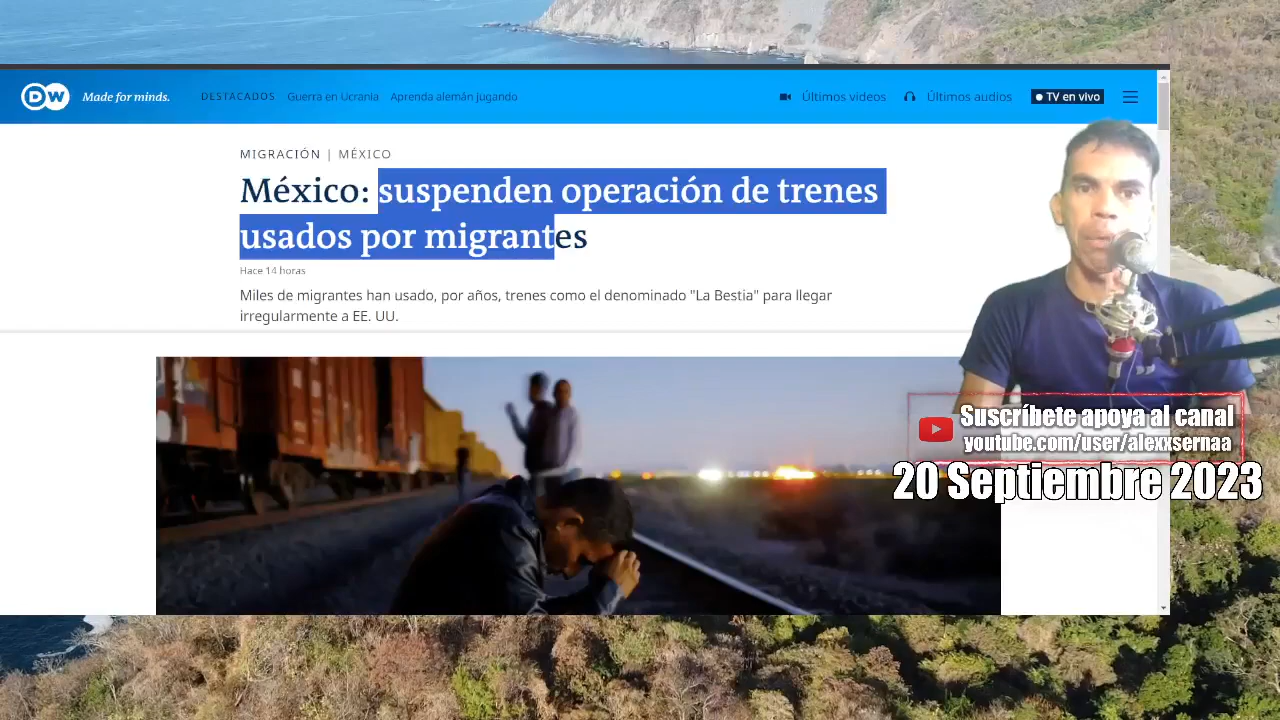 DW Made for minds. DESTACADOS Guerra en Ucrania Aprenda alemán jugando Últimos videos Últimos audios TV en vivo
MIGRACIÓN | MÉXICO
México: suspenden operación de trenes
usados por migrantes
Hace 14 horas
Miles de migrantes han usado, por años, trenes como el denominado "La Bestia" para llegar
irregularmente a EE. UU.
Suscríbete apoya al canal
youtube.com/user/alexxsernaa
20 Septiembre 2023